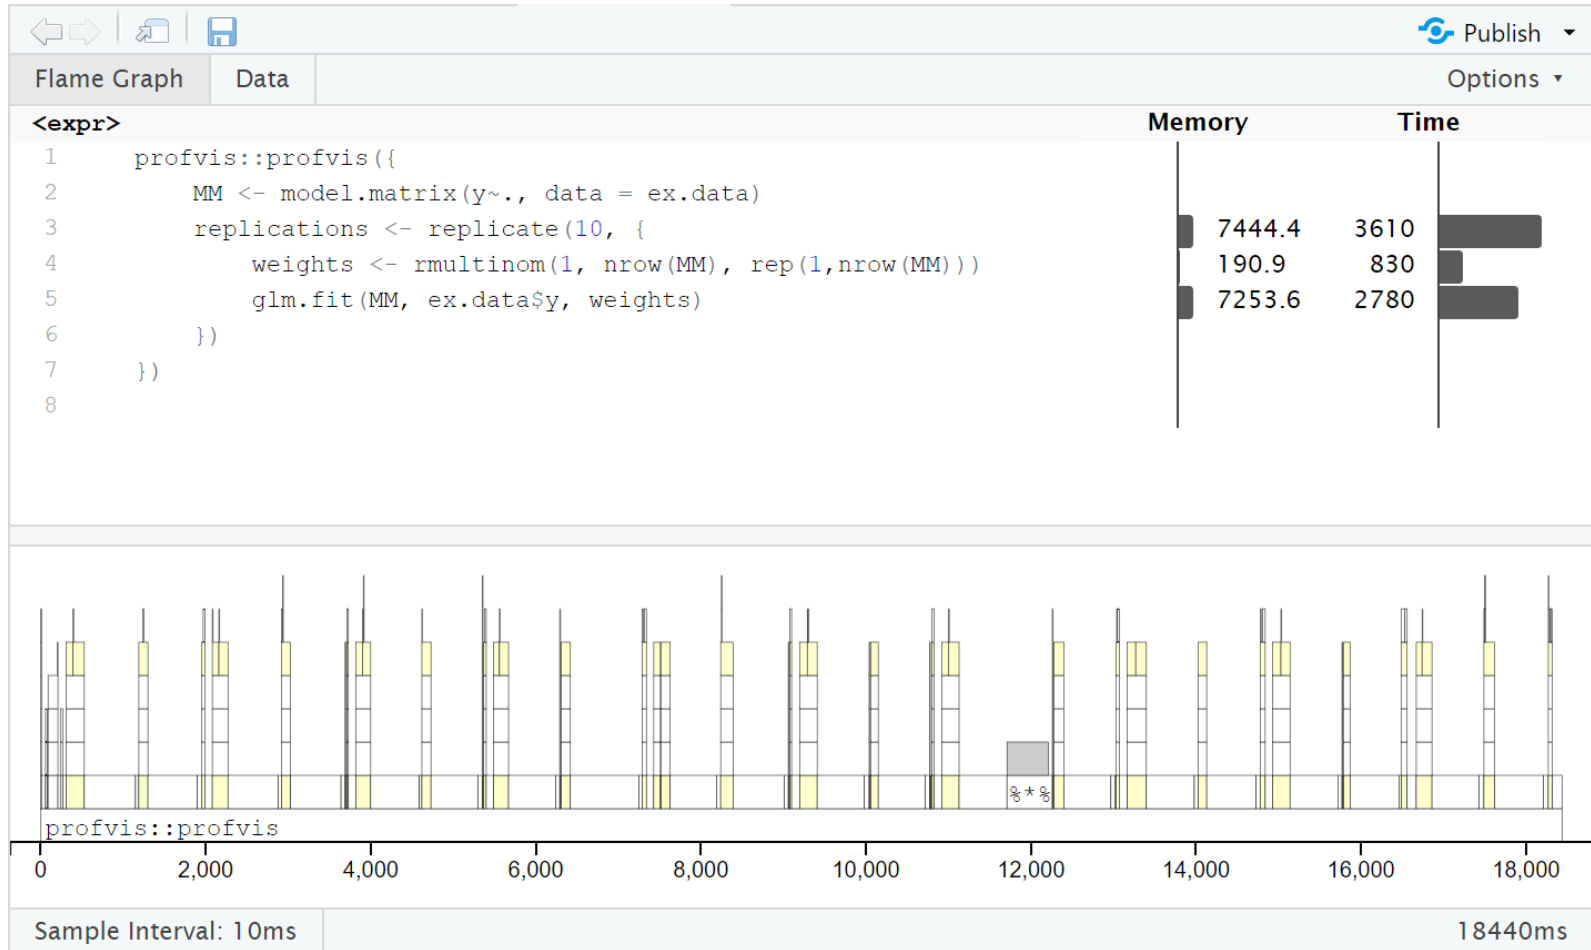 Publish
Flame Graph Data Options
<expr> Memory Time
1 profvis::profvis({
2 MM <- model.matrix(y~., data = ex.data)
3 replications <- replicate(10, { 7444.4 3610
4 weights <- rmultinom(1, nrow(MM), rep(1,nrow(MM))) 190.9 830
5 glm.fit(MM, ex.data$y, weights) 7253.6 2780
6 })
7 })
8
%*%
profvis::profvis
0 2,000 4,000 6,000 8,000 10,000 12,000 14,000 16,000 18,000
Sample Interval: 10ms 18440ms